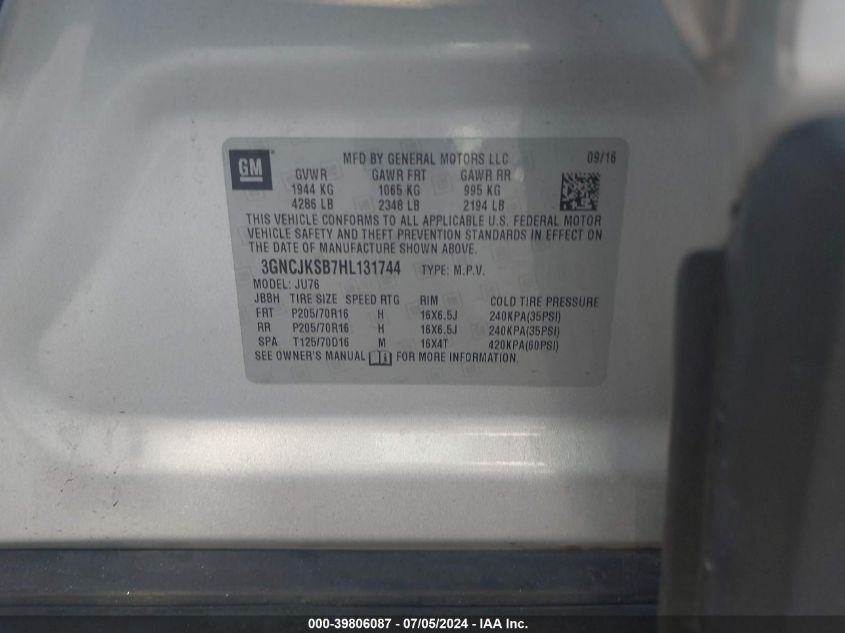 GM
MFD BY GENERAL MOTORS LLC 09/16
GVWR GAWR FRT GAWR RR
1944 KG 1065 KG 995 KG
4286 LB 2348 LB 2194 LB
THIS VEHICLE CONFORMS TO ALL APPLICABLE U.S. FEDERAL MOTOR
VEHICLE SAFETY AND THEFT PREVENTION STANDARDS IN EFFECT ON
THE DATE OF MANUFACTURE SHOWN ABOVE.
3GNCJKSB7HL131744 TYPE: M.P.V.
MODEL: JU76
JBBH TIRE SIZE SPEED RTG RIM COLD TIRE PRESSURE
FRT P205/70R16 H 16X6.5J 240KPA(35PSI)
RR P205/70R16 H 16X6.5J 240KPA(35PSI)
SPA T125/70D16 M 16X4T 420KPA(60PSI)
SEE OWNER'S MANUAL FOR MORE INFORMATION.
000-39806087 - 07/05/2024 - IAA Inc.